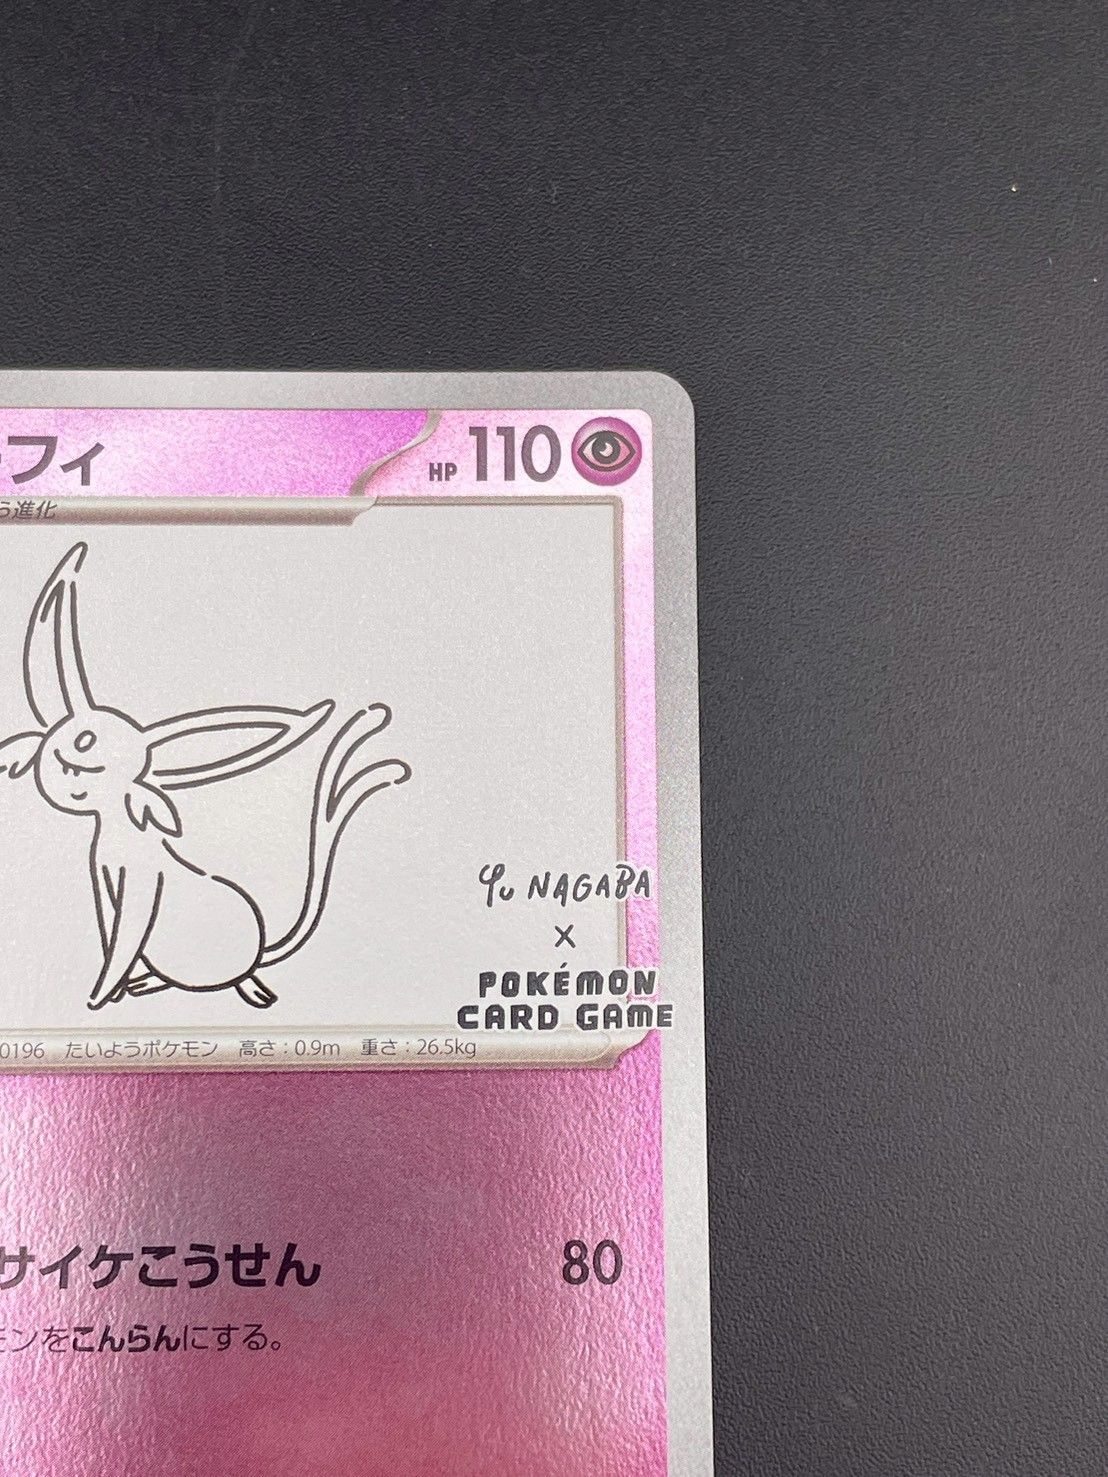 ーフィ HP 110
う進化
Yu NAGABA
×
POKÉMON
CARD GAME
0196 たいようポケモン 高さ：0.9m 重さ：26.5kg
サイケこうせん 80
モンをこんらんにする。